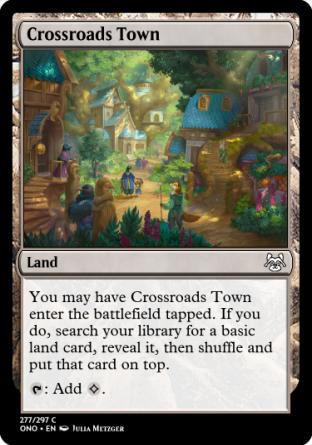 Crossroads Town
Land
You may have Crossroads Town
enter the battlefield tapped. If you
do, search your library for a basic
land card, reveal it, then shuffle and
put that card on top.
: Add .
277/297 C
ONO • EN Julia Metzger